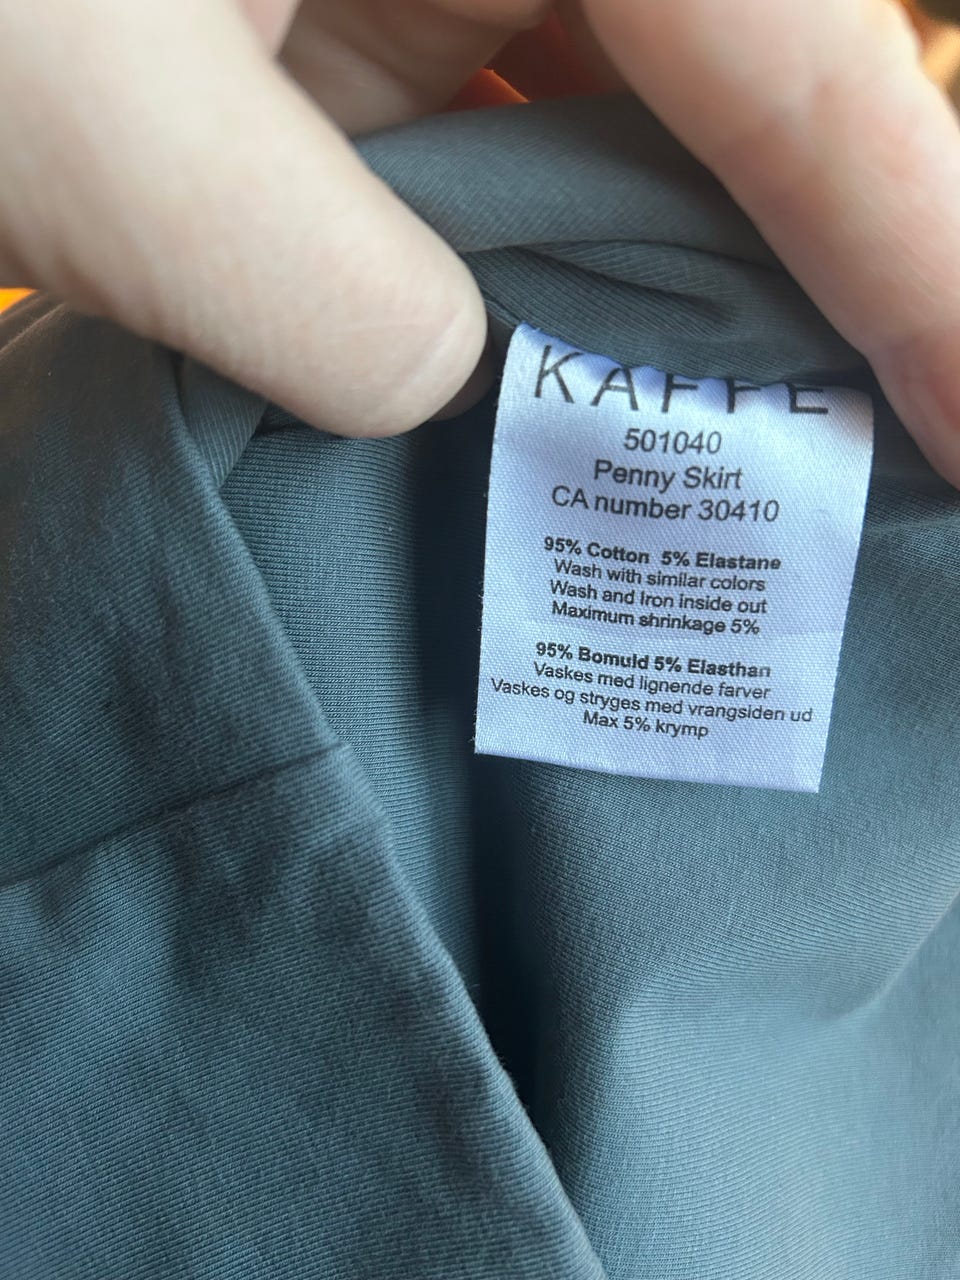 KAFFE
501040
Penny Skirt
CA number 30410
95% Cotton 5% Elastane
Wash with similar colors
Wash and Iron inside out
Maximum shrinkage 5%
95% Bomuld 5% Elasthan
Vaskes med lignende farver
Vaskes og stryges med vrangsiden ud
Max 5% krymp